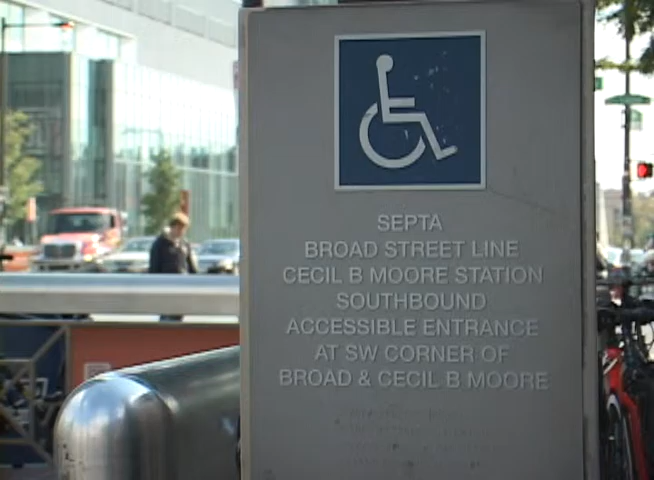 SEPTA
BROAD STREET LINE
CECIL B MOORE STATION
SOUTHBOUND
ACCESSIBLE ENTRANCE
AT SW CORNER OF
BROAD & CECIL B MOORE